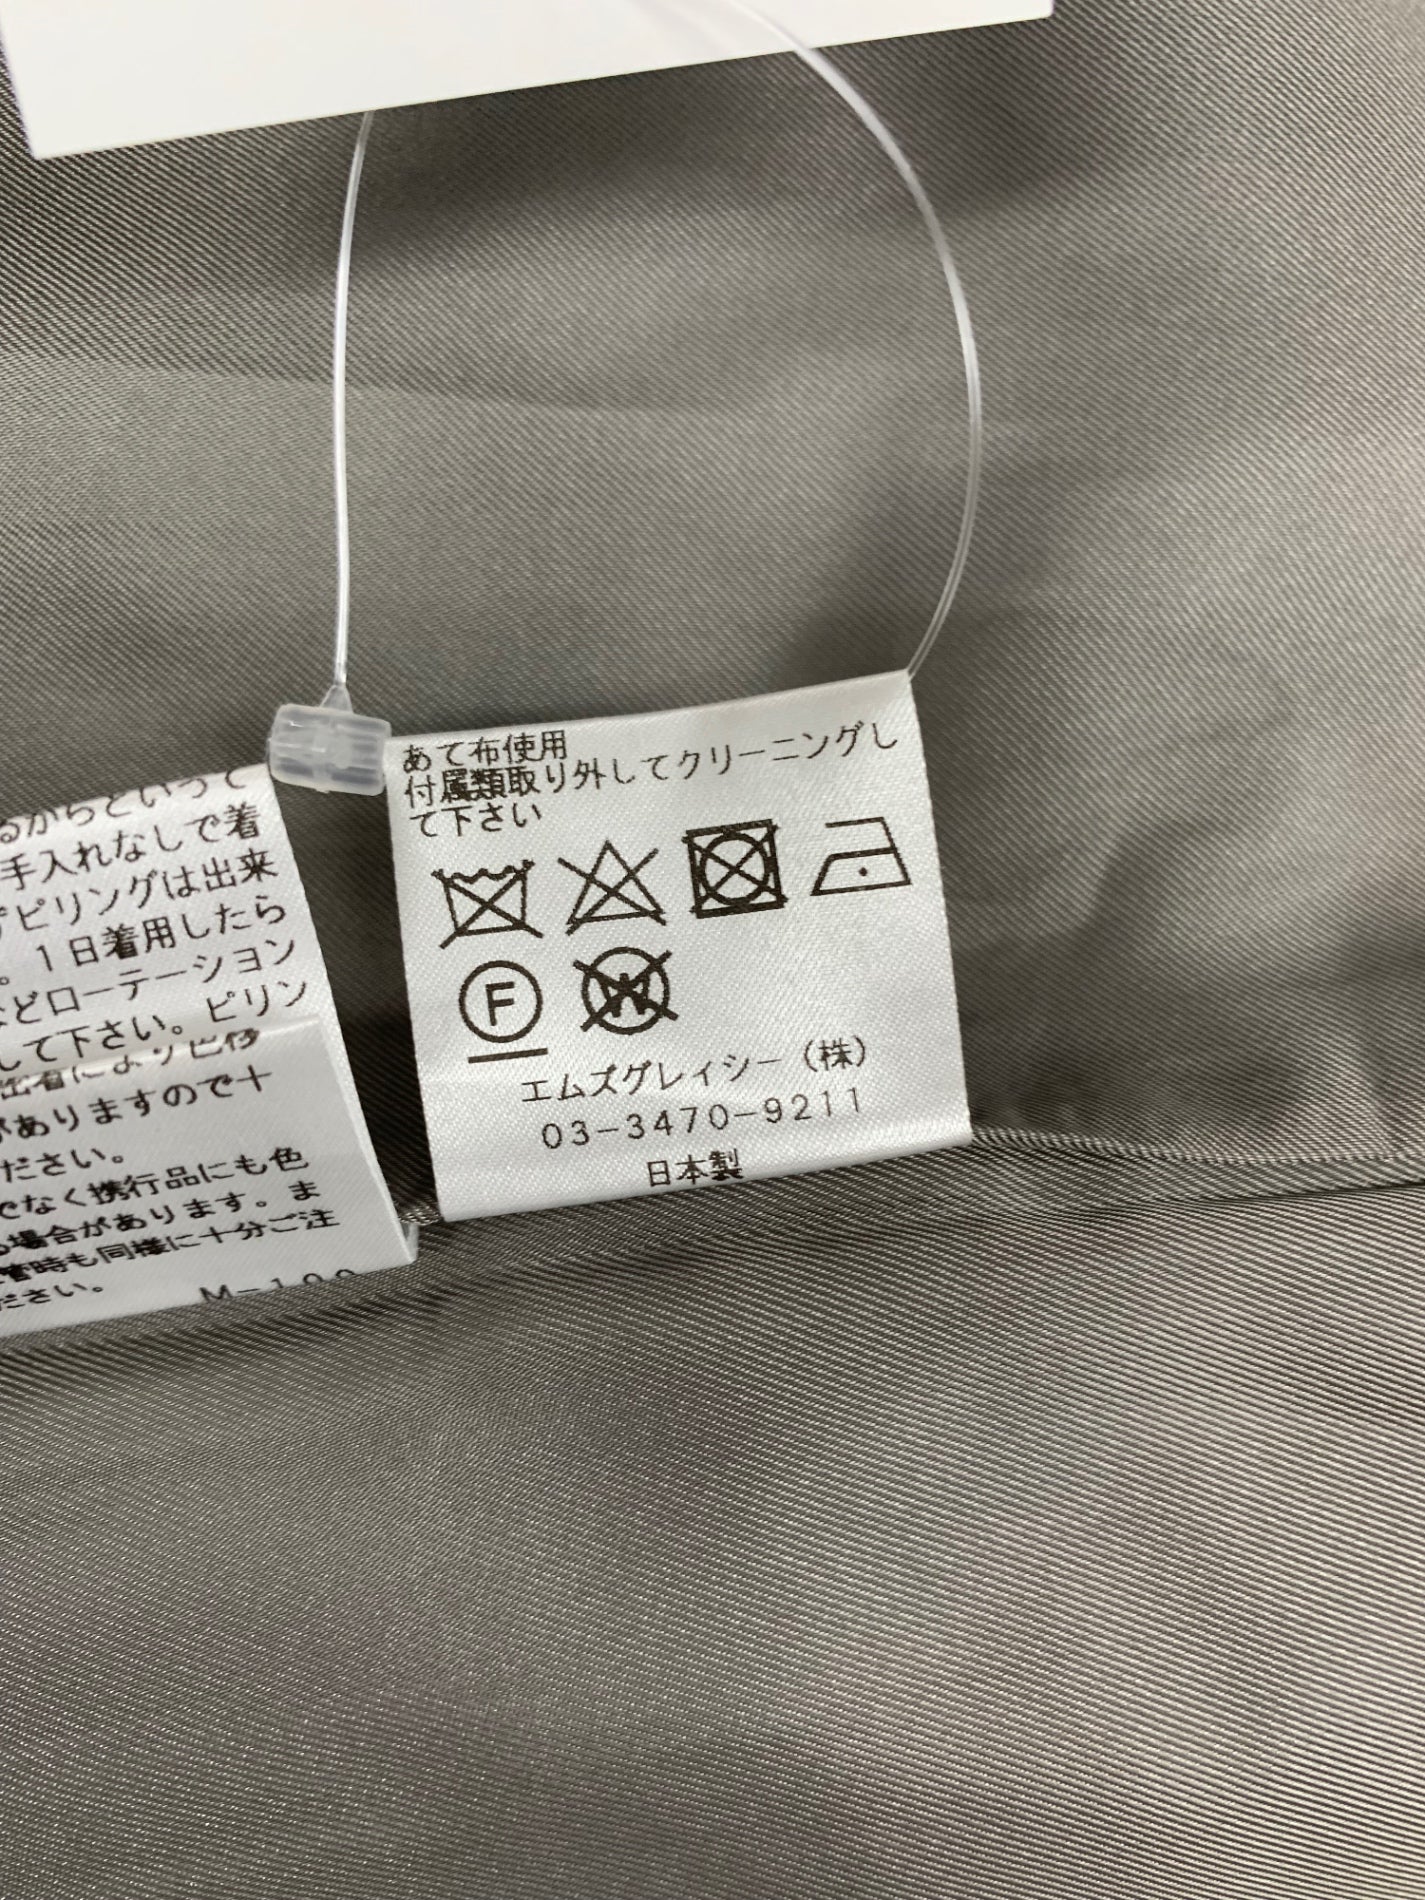 るからといって
手入れなしで着
ピリングは出来
。1日着用したら
などローテーション
して下さい。ピリン
がありますので十
ださい。
でなく携行品にも色
る場合があります。ま
管時も同様に十分ご注
ださい。
あて布使用
付属類取り外してクリーニングし
て下さい
F
W
エムズグレイシー（株）
03-3470-9211
日本製